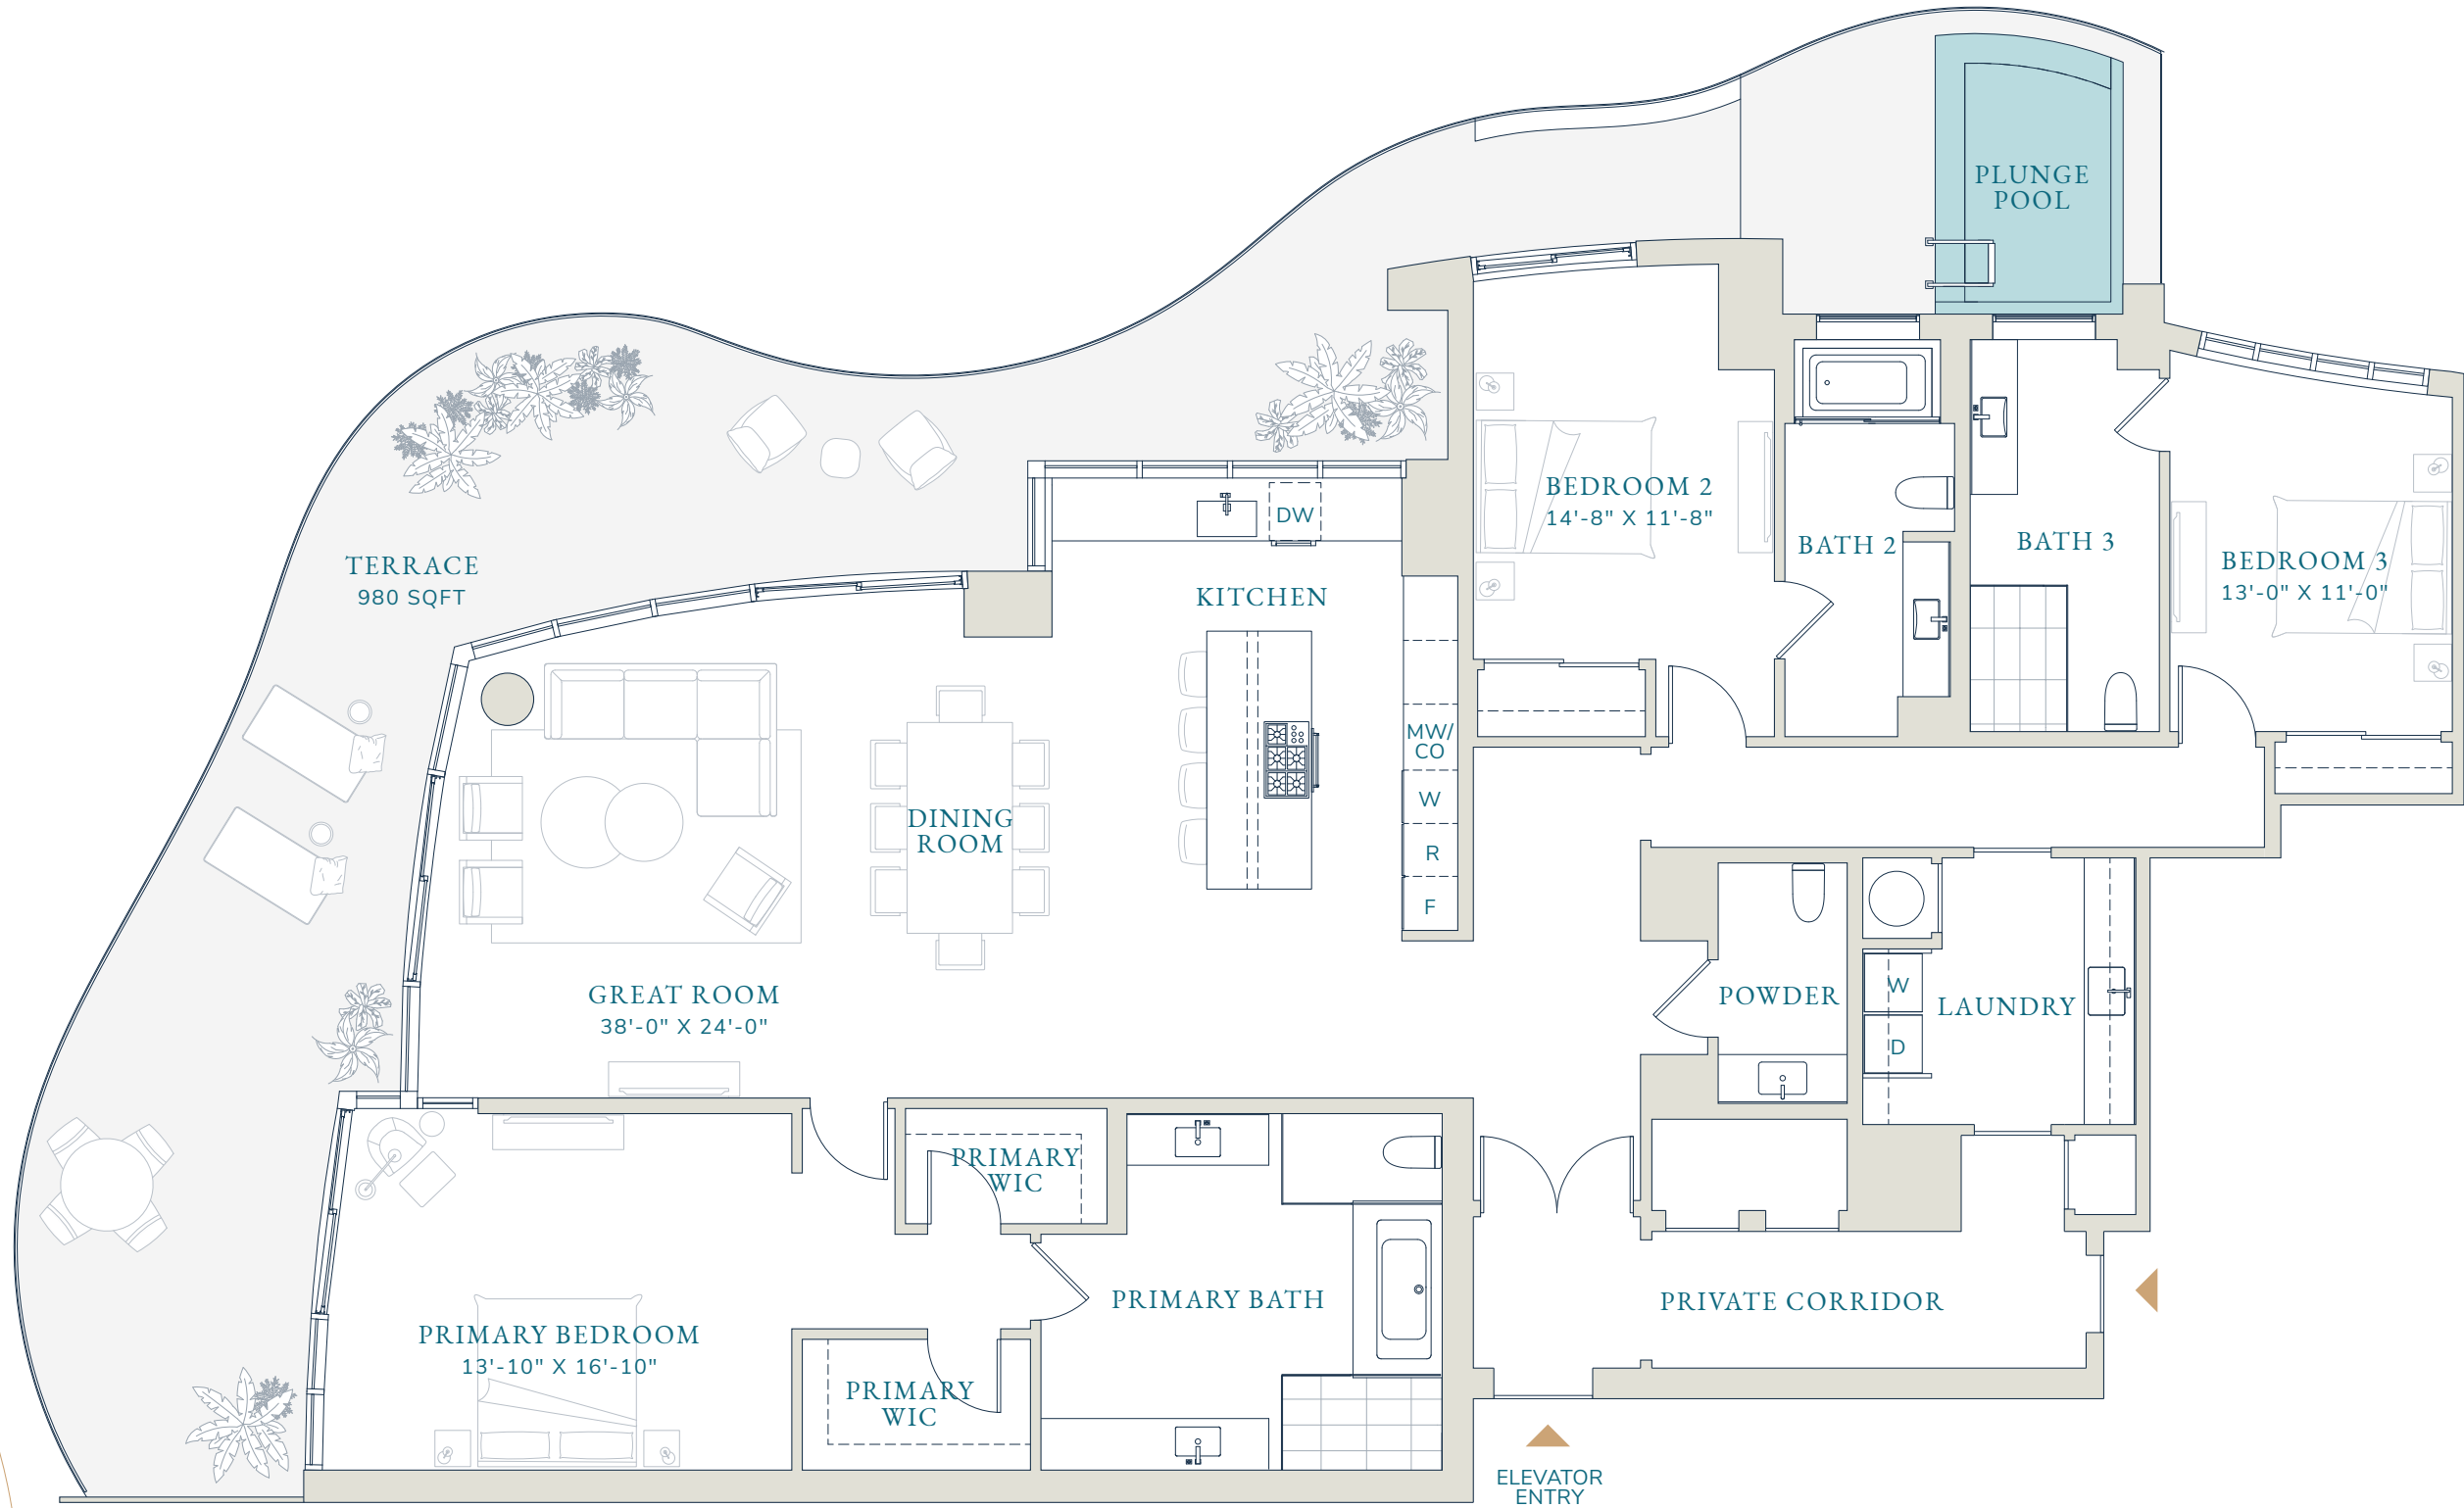 PLUNGE
POOL
BEDROOM 2
14'-8" X 11'-8"
DW
BATH 2
BATH 3
BEDROOM 3
13'-0" X 11'-0"
TERRACE
980 SQFT
KITCHEN
MW/
CO
W
R
F
DINING
ROOM
GREAT ROOM
38'-0" X 24'-0"
POWDER
W
D
LAUNDRY
PRIMARY
WIC
PRIMARY BATH
PRIVATE CORRIDOR
PRIMARY BEDROOM
13'-10" X 16'-10"
PRIMARY
WIC
ELEVATOR
ENTRY